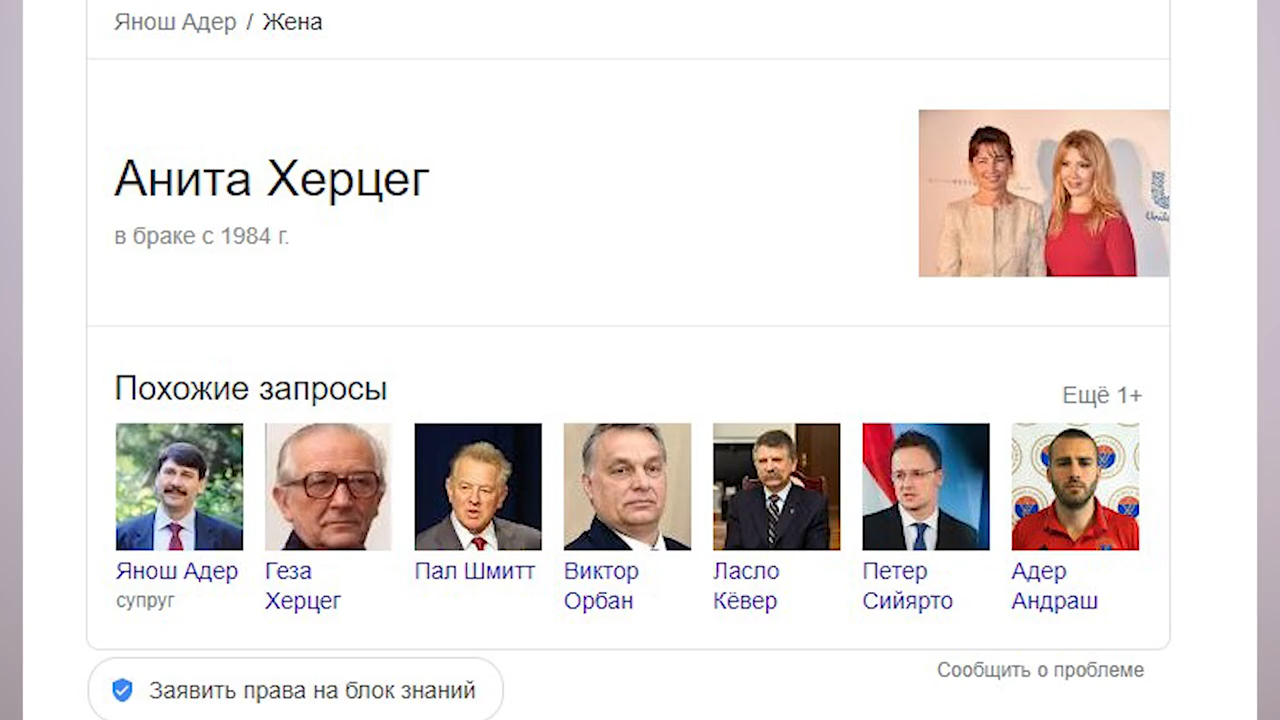 Янош Адер / Жена
Анита Херцег
в браке с 1984 г.
Похожие запросы
Ещё 1+
Янош Адер
супруг
Геза
Херцег
Пал Шмитт
Виктор
Орбан
Ласло
Кёвер
Петер
Сийярто
Адер
Андраш
Сообщить о проблеме
Заявить права на блок знаний